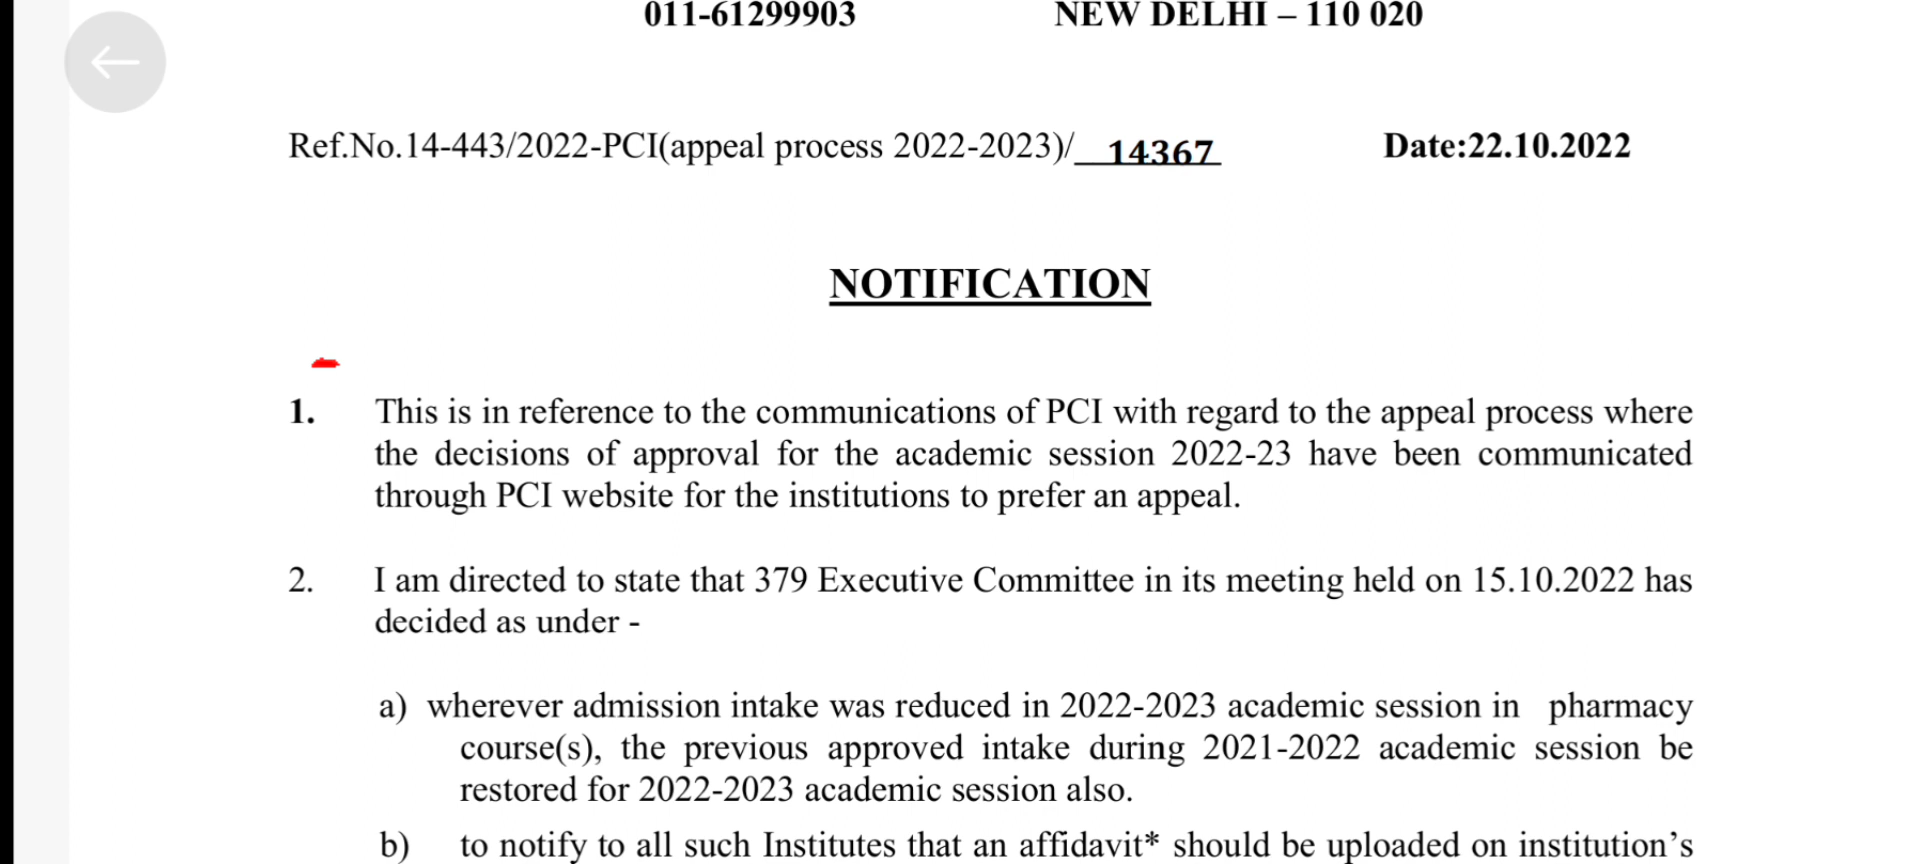 011-61299903 NEW DELHI – 110 020
Ref.No.14-443/2022-PCI(appeal process 2022-2023)/__14367 Date:22.10.2022
NOTIFICATION
1. This is in reference to the communications of PCI with regard to the appeal process where
the decisions of approval for the academic session 2022-23 have been communicated
through PCI website for the institutions to prefer an appeal.
2. I am directed to state that 379 Executive Committee in its meeting held on 15.10.2022 has
decided as under -
a) wherever admission intake was reduced in 2022-2023 academic session in pharmacy
course(s), the previous approved intake during 2021-2022 academic session be
restored for 2022-2023 academic session also.
b) to notify to all such Institutes that an affidavit* should be uploaded on institution’s